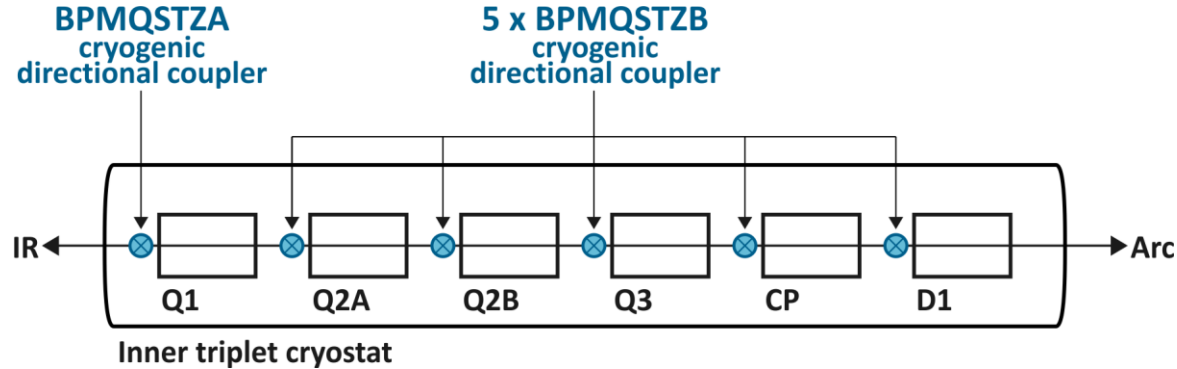 BPMQSTZA
cryogenic
directional coupler
5 x BPMQSTZB
cryogenic
directional coupler
IR
Arc
Q1
Q2A
Q2B
Q3
CP
D1
Inner triplet cryostat